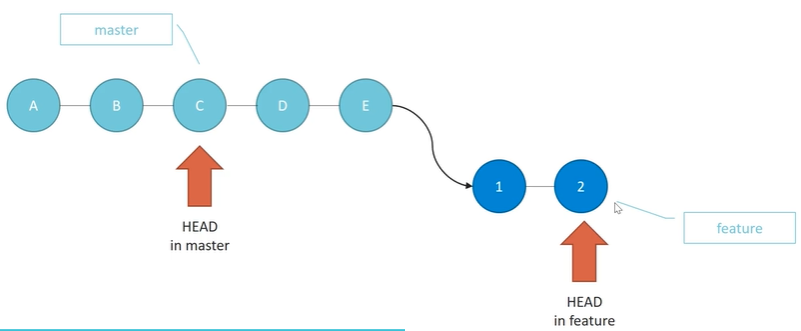 master
A
B
C
D
E
1
2
HEAD
in master
feature
HEAD
in feature